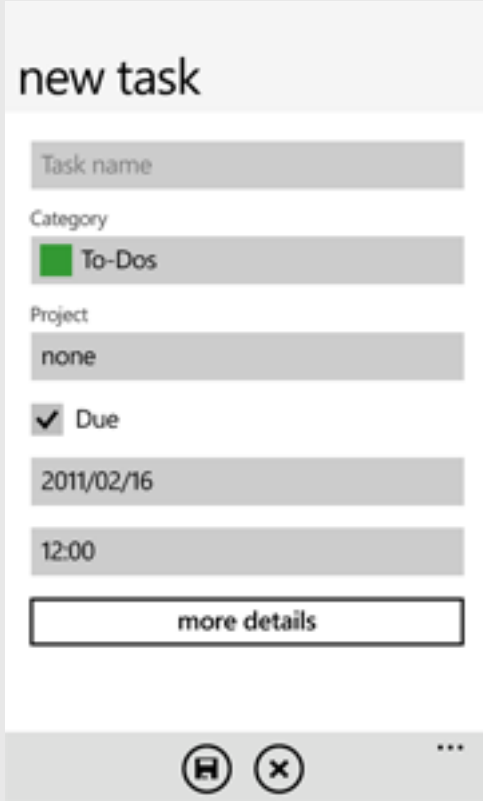 new task
Task name
Category
To-Dos
Project
none
Due
2011/02/16
12:00
more details